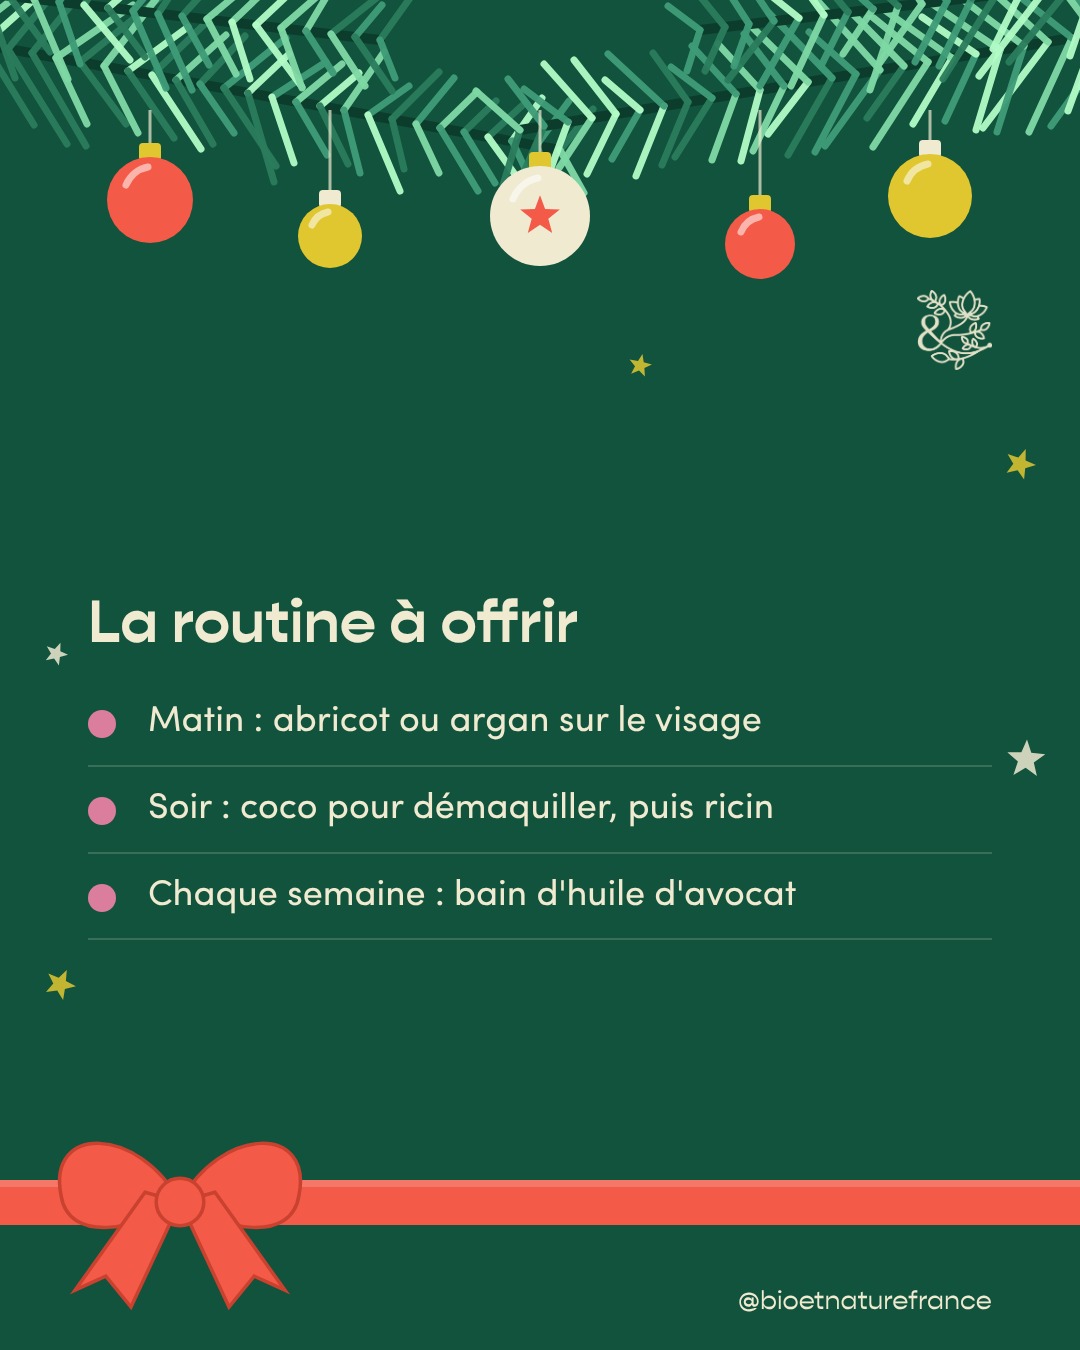 &
La routine à offrir
Matin : abricot ou argan sur le visage
Soir : coco pour démaquiller, puis ricin
Chaque semaine : bain d'huile d'avocat
@bioetnaturefrance